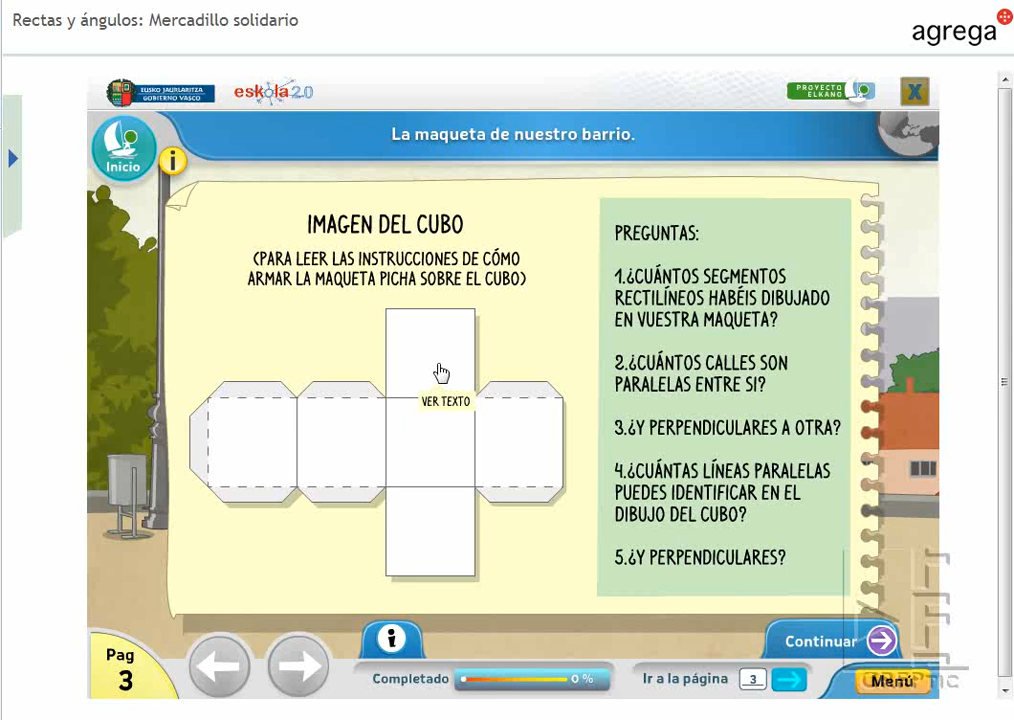 Rectas y ángulos: Mercadillo solidario
agrega
EUSKO JAURLARITZA
GOBIERNO VASCO
eskola 2.0
PROYECTO
ELKANO
X
La maqueta de nuestro barrio.
Inicio
i
IMAGEN DEL CUBO
(PARA LEER LAS INSTRUCCIONES DE CÓMO
ARMAR LA MAQUETA PICHA SOBRE EL CUBO)
VER TEXTO
PREGUNTAS:
1.¿CUÁNTOS SEGMENTOS
RECTILÍNEOS HABÉIS DIBUJADO
EN VUESTRA MAQUETA?
2.¿CUÁNTOS CALLES SON
PARALELAS ENTRE SI?
3.¿Y PERPENDICULARES A OTRA?
4.¿CUÁNTAS LÍNEAS PARALELAS
PUEDES IDENTIFICAR EN EL
DIBUJO DEL CUBO?
5.¿Y PERPENDICULARES?
Pag
3
i
Continuar
Completado
0 %
Ir a la página
3
Menú